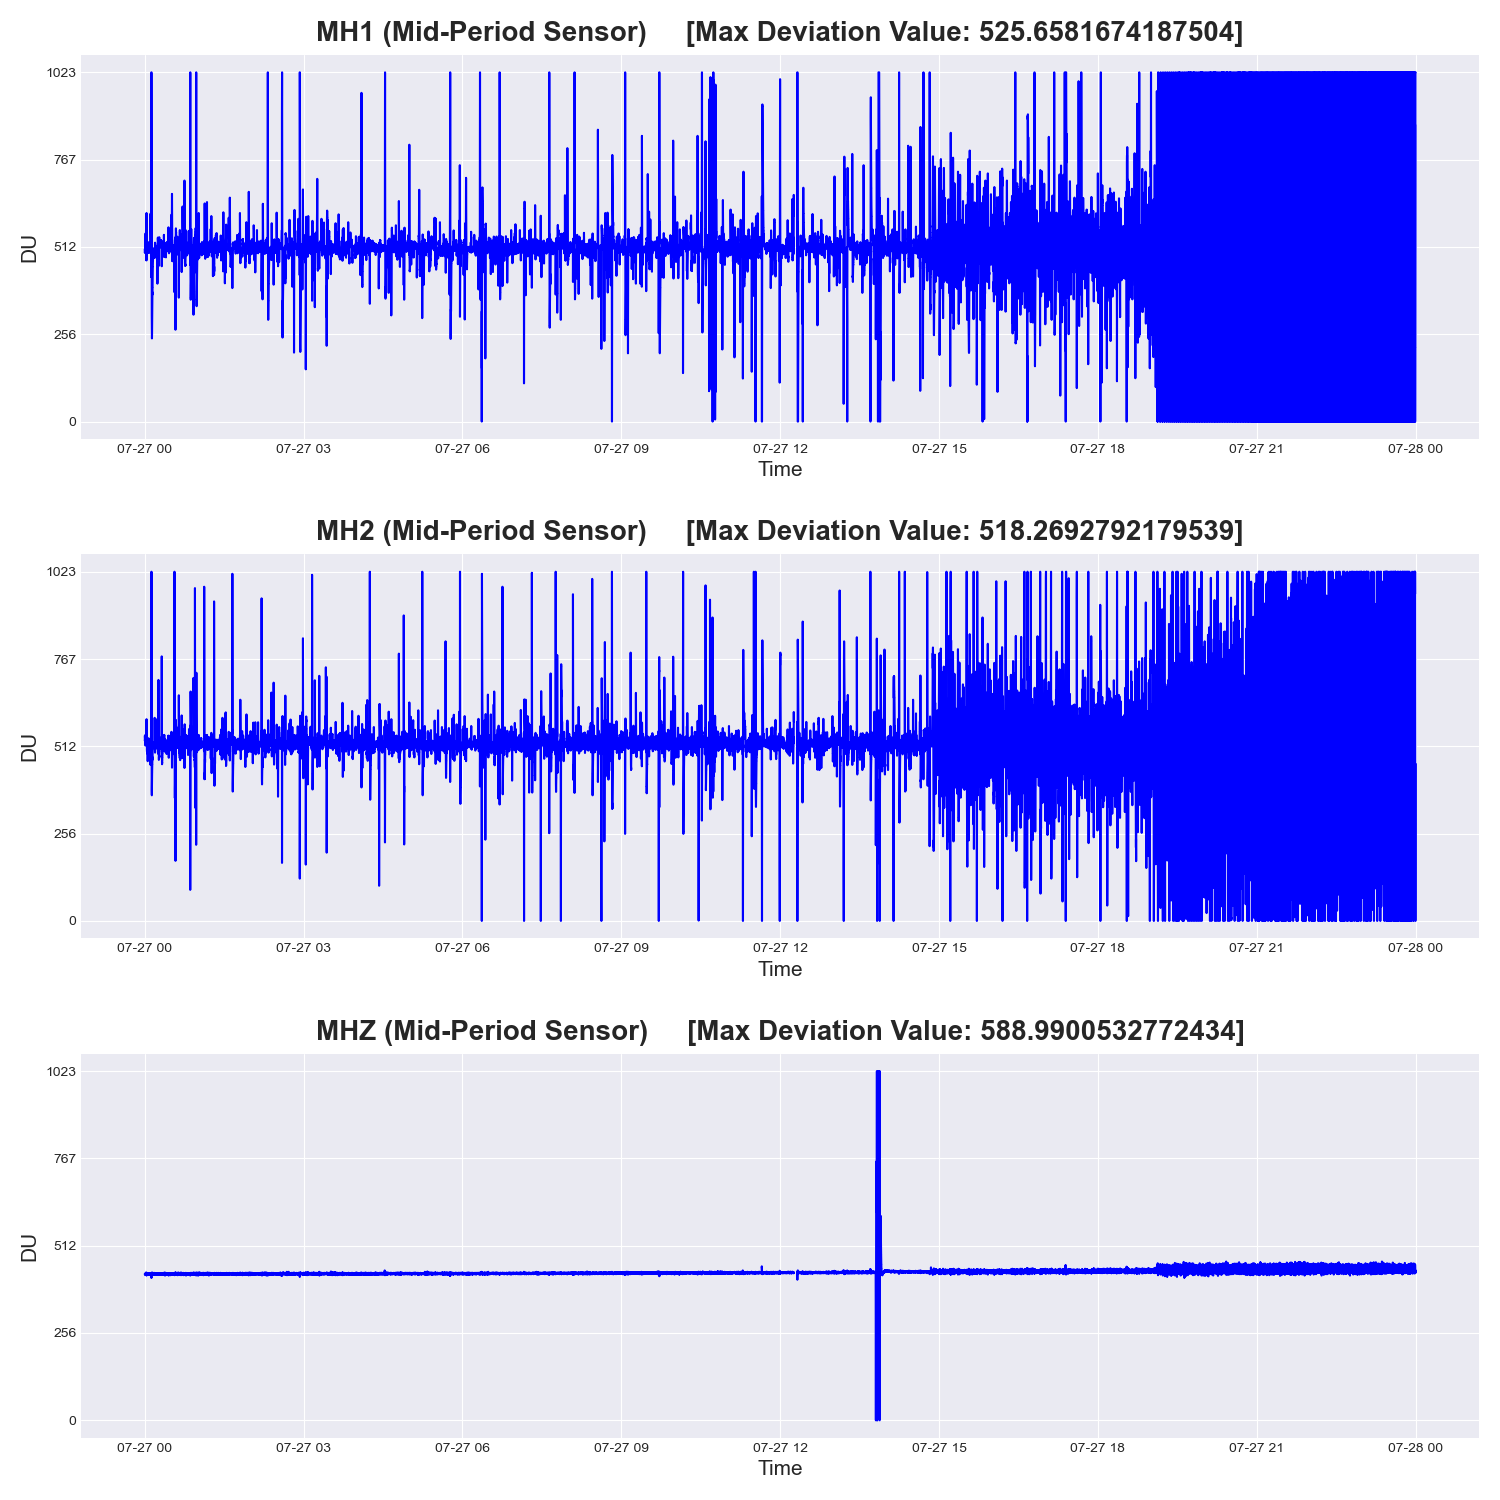 MH1 (Mid-Period Sensor) [Max Deviation Value: 525.6581674187504]
1023
767
512
256
0
DU
07-27 00 07-27 03 07-27 06 07-27 09 07-27 12 07-27 15 07-27 18 07-27 21 07-28 00
Time
MH2 (Mid-Period Sensor) [Max Deviation Value: 518.2692792179539]
1023
767
512
256
0
DU
07-27 00 07-27 03 07-27 06 07-27 09 07-27 12 07-27 15 07-27 18 07-27 21 07-28 00
Time
MHZ (Mid-Period Sensor) [Max Deviation Value: 588.9900532772434]
1023
767
512
256
0
DU
07-27 00 07-27 03 07-27 06 07-27 09 07-27 12 07-27 15 07-27 18 07-27 21 07-28 00
Time